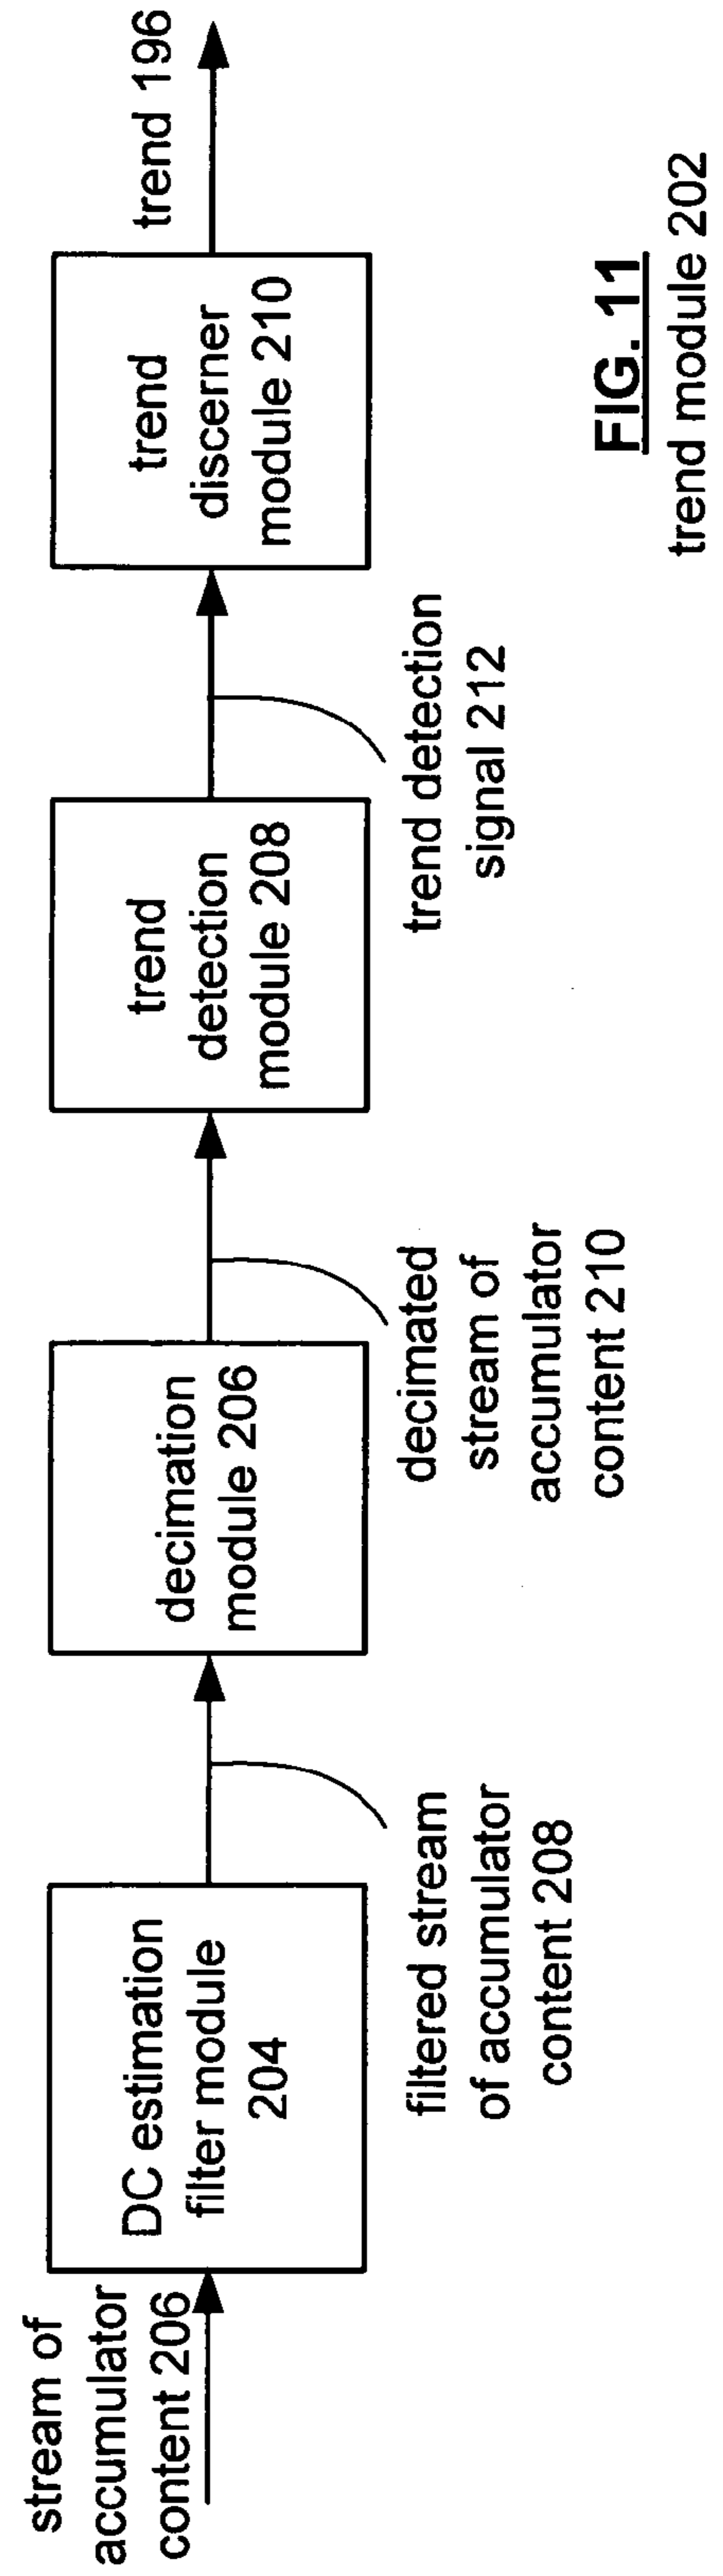 stream of
accumulator
content 206
DC estimation
filter module
204
filtered stream
of accumulator
content 208
decimation
module 206
decimated
stream of
accumulator
content 210
trend
detection
module 208
trend detection
signal 212
trend
discerner
module 210
trend 196
FIG. 11
trend module 202